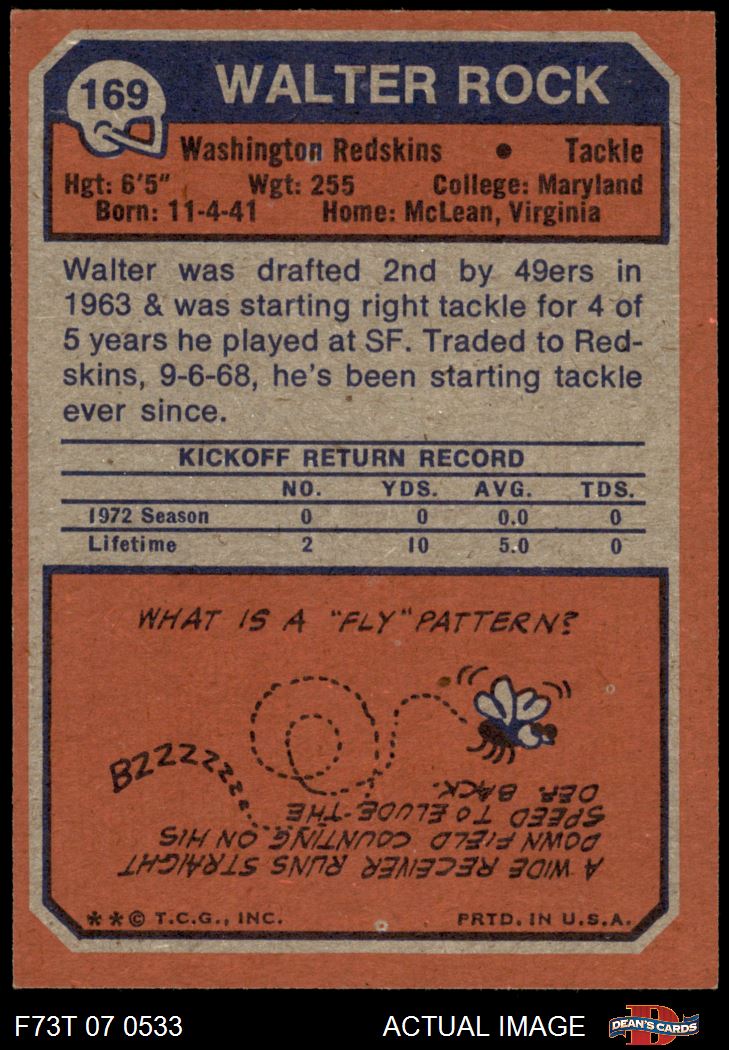 169
WALTER ROCK
Washington Redskins • Tackle
Hgt: 6'5" Wgt: 255 College: Maryland
Born: 11-4-41 Home: McLean, Virginia
Walter was drafted 2nd by 49ers in
1963 & was starting right tackle for 4 of
5 years he played at SF. Traded to Red-
skins, 9-6-68, he's been starting tackle
ever since.
KICKOFF RETURN RECORD
NO. YDS. AVG. TDS.
1972 Season 0 0 0.0 0
Lifetime 2 10 5.0 0
WHAT IS A "FLY" PATTERN?
BZZZZZZZ
A WIDE RECEIVER RUNS STRAIGHT
DOWN FIELD COUNTING ON HIS
SPEED TO ELUDE THE
DEF. BACK.
**© T.C.G., INC. PRTD. IN U.S.A.
F73T 07 0533 ACTUAL IMAGE
D
DEAN'S CARDS